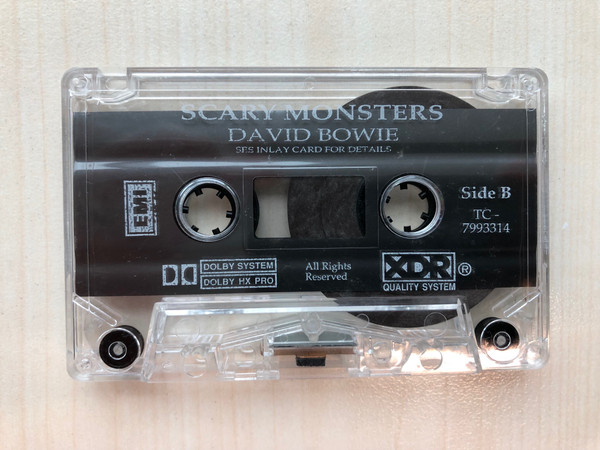 SCARY MONSTERS
DAVID BOWIE
SES INLAY CARD FOR DETAILS
EMI
Side B
TC -
7993314
DOLBY SYSTEM
DOLBY HX PRO
All Rights
Reserved
XDR ®
QUALITY SYSTEM